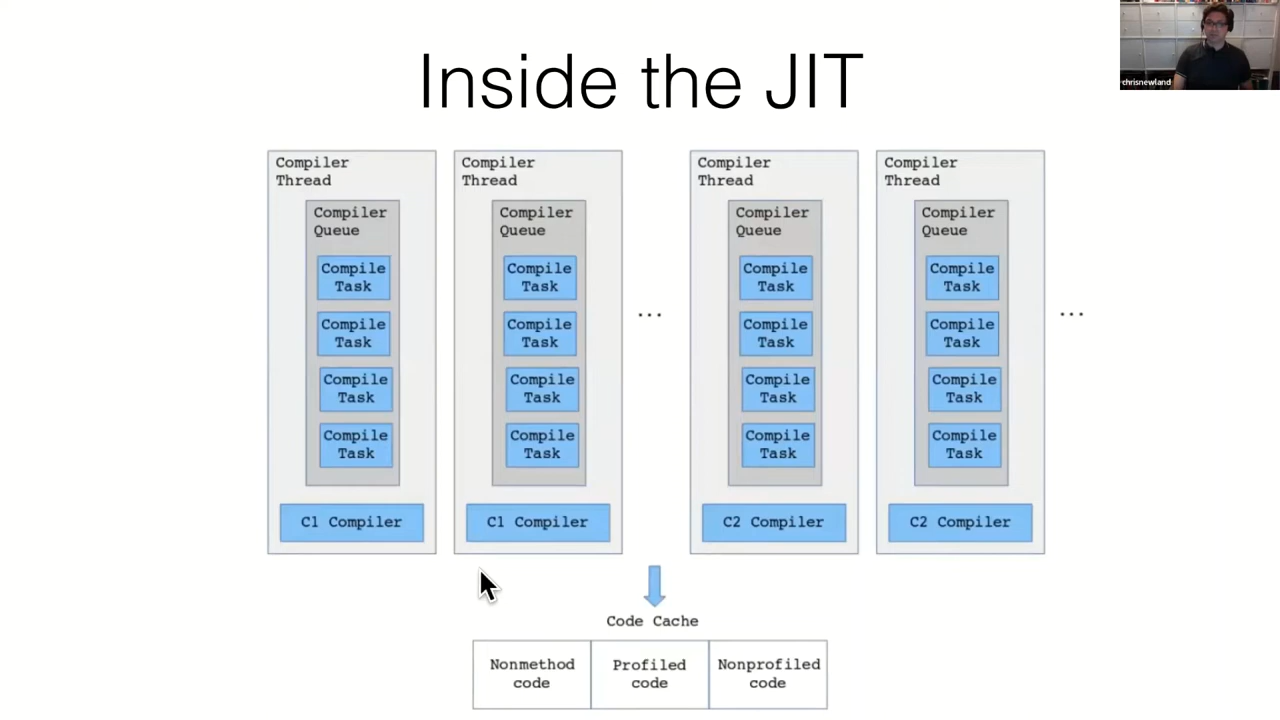 Inside the JIT
chrisnewland
Compiler
Thread
Compiler
Queue
Compile
Task
Compile
Task
Compile
Task
Compile
Task
C1 Compiler
Compiler
Thread
Compiler
Queue
Compile
Task
Compile
Task
Compile
Task
Compile
Task
C1 Compiler
...
Compiler
Thread
Compiler
Queue
Compile
Task
Compile
Task
Compile
Task
Compile
Task
C2 Compiler
Compiler
Thread
Compiler
Queue
Compile
Task
Compile
Task
Compile
Task
Compile
Task
C2 Compiler
...
Code Cache
Nonmethod
code
Profiled
code
Nonprofiled
code